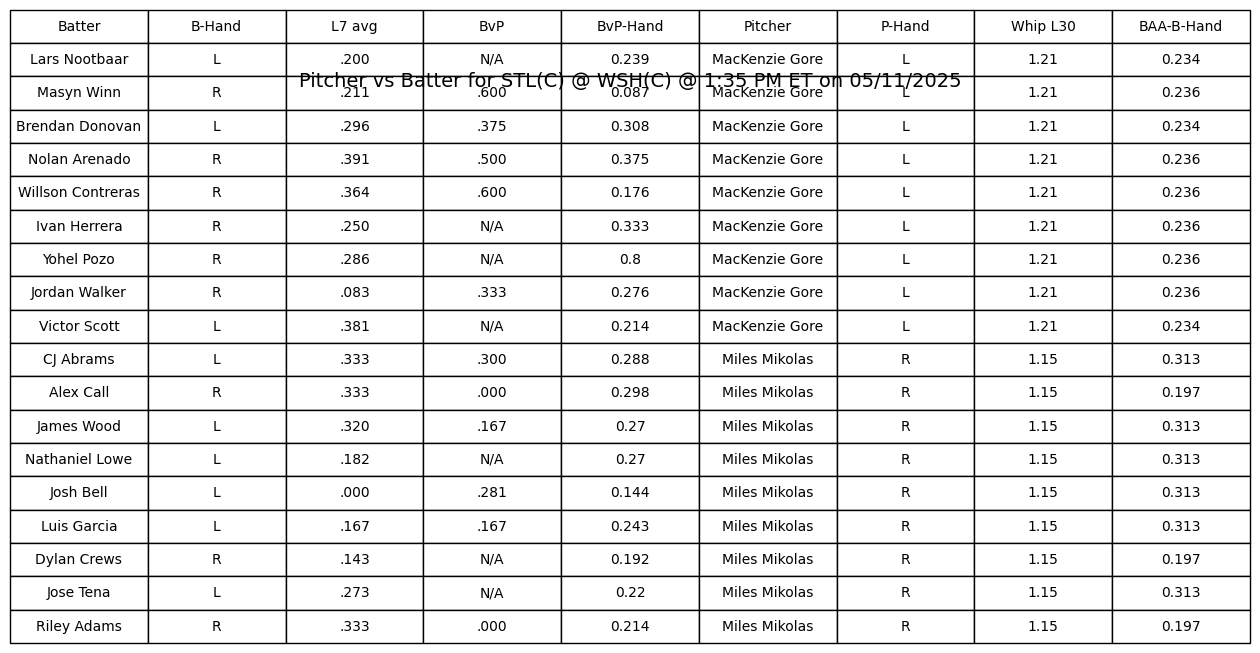 Batter B-Hand L7 avg BvP BvP-Hand Pitcher P-Hand Whip L30 BAA-B-Hand
Lars Nootbaar L .200 N/A 0.239 MacKenzie Gore L 1.21 0.234
Pitcher vs Batter for STL(C) @ WSH(C) @ 1:35 PM ET on 05/11/2025
Masyn Winn R .211 .600 0.087 MacKenzie Gore L 1.21 0.236
Brendan Donovan L .296 .375 0.308 MacKenzie Gore L 1.21 0.234
Nolan Arenado R .391 .500 0.375 MacKenzie Gore L 1.21 0.236
Willson Contreras R .364 .600 0.176 MacKenzie Gore L 1.21 0.236
Ivan Herrera R .250 N/A 0.333 MacKenzie Gore L 1.21 0.236
Yohel Pozo R .286 N/A 0.8 MacKenzie Gore L 1.21 0.236
Jordan Walker R .083 .333 0.276 MacKenzie Gore L 1.21 0.236
Victor Scott L .381 N/A 0.214 MacKenzie Gore L 1.21 0.234
CJ Abrams L .333 .300 0.288 Miles Mikolas R 1.15 0.313
Alex Call R .333 .000 0.298 Miles Mikolas R 1.15 0.197
James Wood L .320 .167 0.27 Miles Mikolas R 1.15 0.313
Nathaniel Lowe L .182 N/A 0.27 Miles Mikolas R 1.15 0.313
Josh Bell L .000 .281 0.144 Miles Mikolas R 1.15 0.313
Luis Garcia L .167 .167 0.243 Miles Mikolas R 1.15 0.313
Dylan Crews R .143 N/A 0.192 Miles Mikolas R 1.15 0.197
Jose Tena L .273 N/A 0.22 Miles Mikolas R 1.15 0.313
Riley Adams R .333 .000 0.214 Miles Mikolas R 1.15 0.197